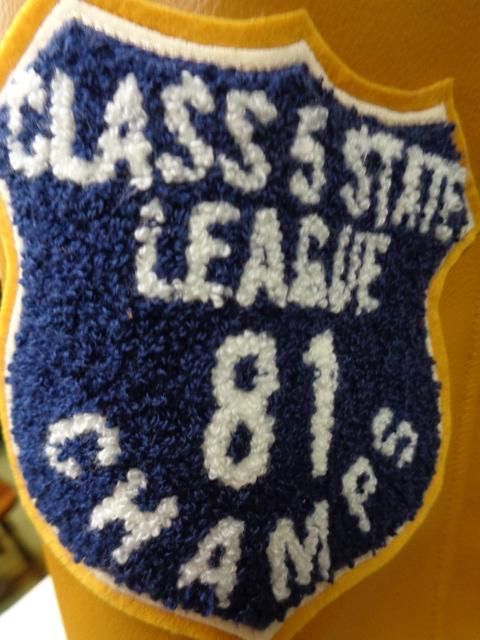 CLASS 5 STATE
LEAGUE
81
CHAMPS